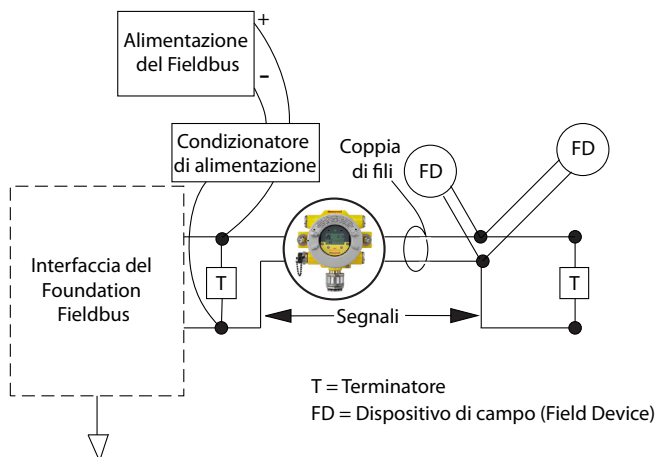 Alimentazione
del Fieldbus
+
-
Condizionatore
di alimentazione
Coppia
di fili
FD
FD
Interfaccia del
Foundation
Fieldbus
T
T
Segnali
T = Terminatore
FD = Dispositivo di campo (Field Device)